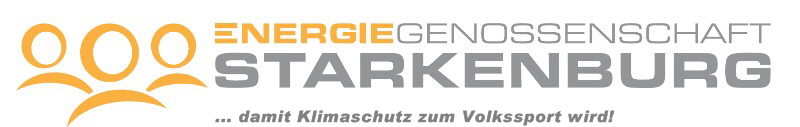 ENERGIEGENOSSENSCHAFT
STARKENBURG
... damit Klimaschutz zum Volkssport wird!